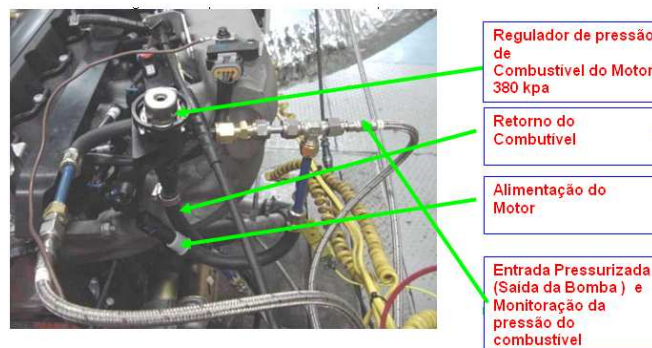 Regulador de pressão
de
Combustível do Motor
380 kpa
Retorno do
Combutível
Alimentação do
Motor
Entrada Pressurizada
(Saída da Bomba ) e
Monitoração da
pressão do
combustível